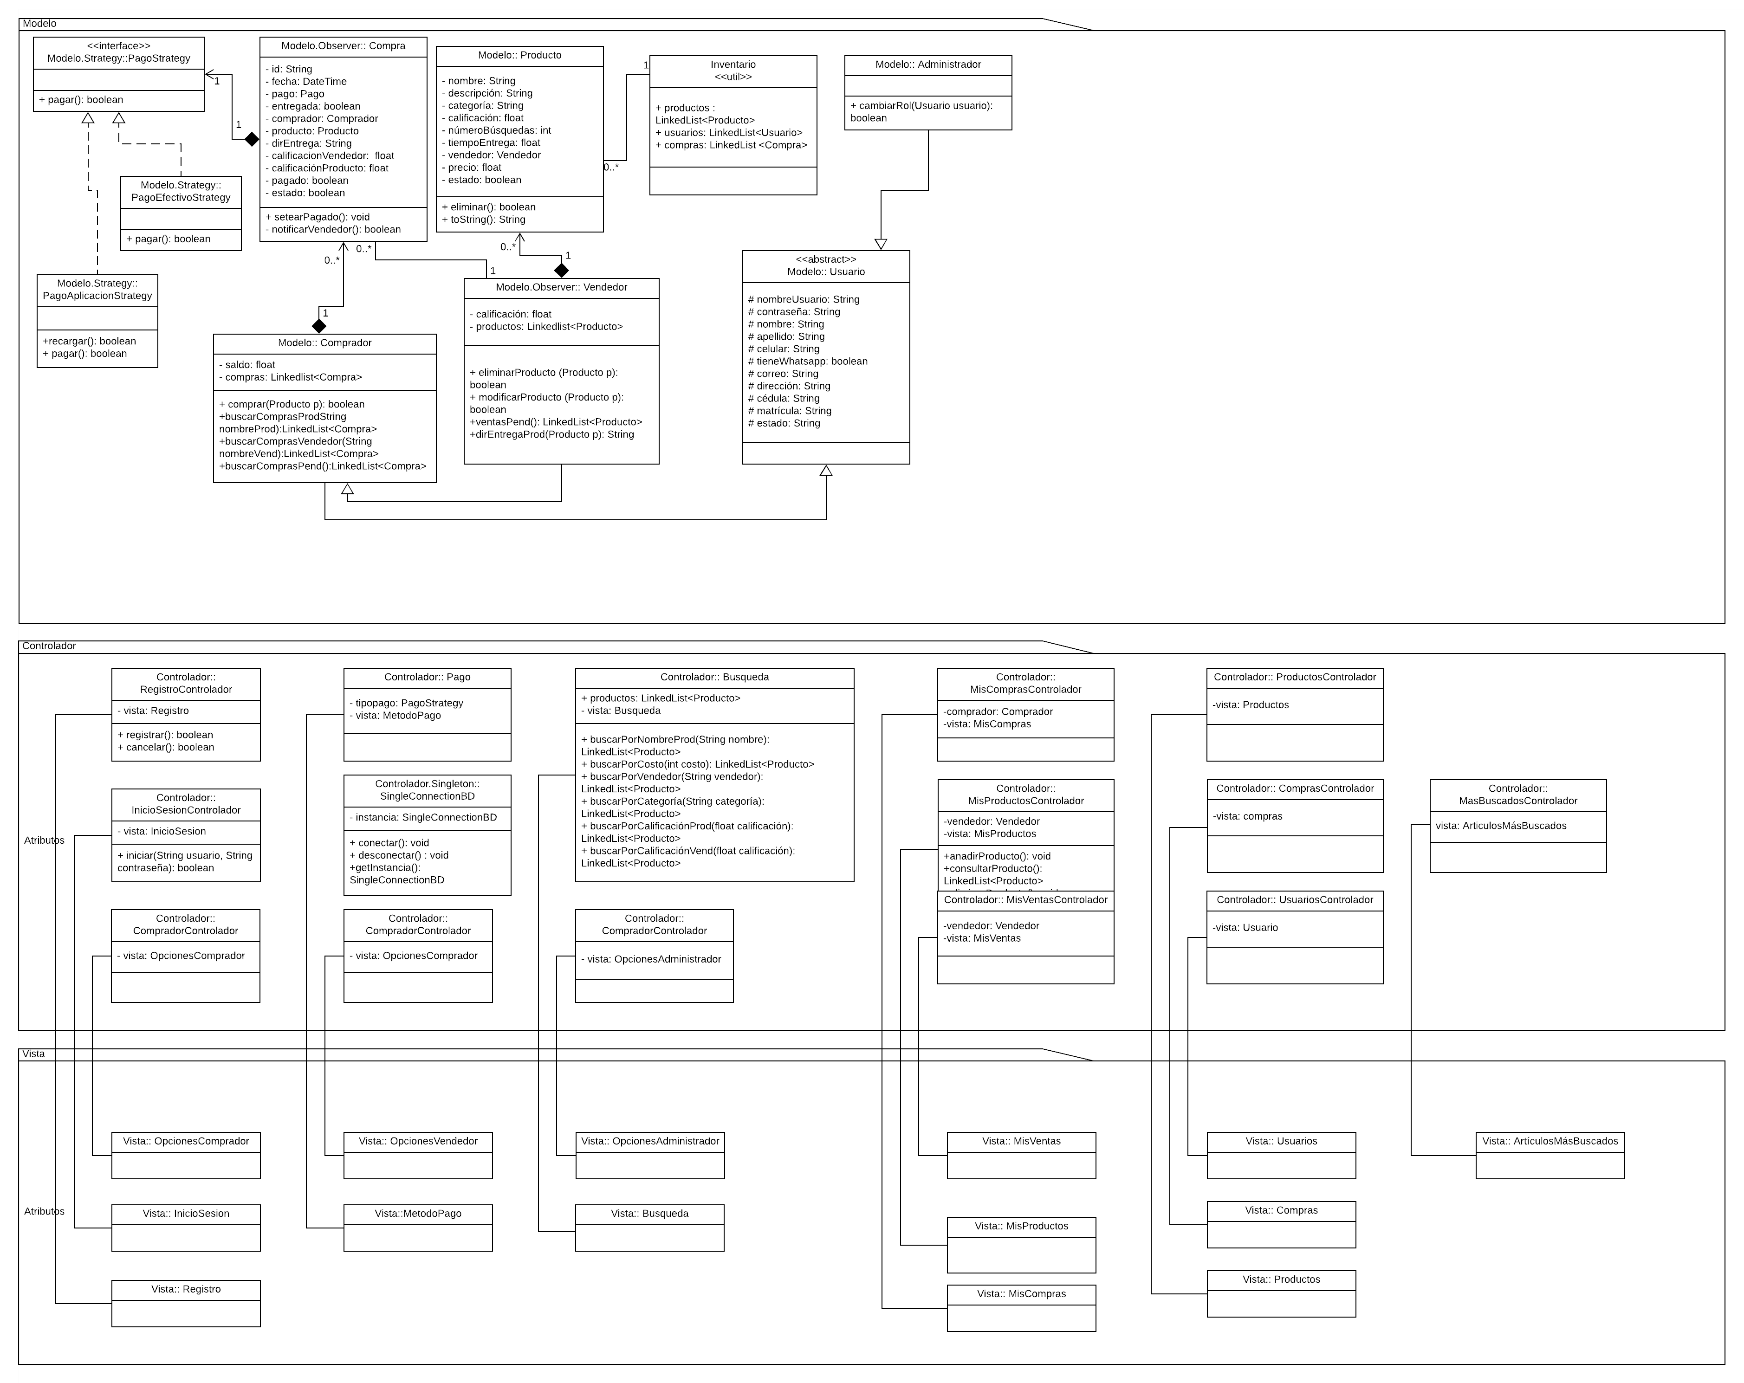 Modelo
<<interface>>
Modelo.Strategy::PagoStrategy
+ pagar(): boolean
1
1
Modelo.Strategy::
PagoEfectivoStrategy
+ pagar(): boolean
Modelo.Strategy::
PagoAplicacionStrategy
+recargar(): boolean
+ pagar(): boolean
Modelo.Observer:: Compra
- id: String
- fecha: DateTime
- pago: Pago
- entregada: boolean
- comprador: Comprador
- producto: Producto
- dirEntrega: String
- calificacionVendedor:  float
- calificaciónProducto: float
- pagado: boolean
- estado: boolean
+ setearPagado(): void
- notificarVendedor(): boolean
0..*
0..*
1
1
Modelo:: Producto
- nombre: String
- descripción: String
- categoría: String
- calificación: float
- númeroBúsquedas: int
- tiempoEntrega: float
- vendedor: Vendedor
- precio: float
- estado: boolean
+ eliminar(): boolean
+ toString(): String
0..*
1
1
0..*
Inventario
<<util>>
+ productos :
LinkedList<Producto>
+ usuarios: LinkedList<Usuario>
+ compras: LinkedList <Compra>
Modelo:: Administrador
+ cambiarRol(Usuario usuario):
boolean
Modelo:: Comprador
- saldo: float
- compras: Linkedlist<Compra>
+ comprar(Producto p): boolean
+buscarComprasProdString
nombreProd):LinkedList<Compra>
+buscarComprasVendedor(String
nombreVend):LinkedList<Compra>
+buscarComprasPend():LinkedList<Compra>
Modelo.Observer:: Vendedor
- calificación: float
- productos: Linkedlist<Producto>
+ eliminarProducto (Producto p):
boolean
+ modificarProducto (Producto p):
boolean
+ventasPend(): LinkedList<Producto>
+dirEntregaProd(Producto p): String
<<abstract>>
Modelo:: Usuario
# nombreUsuario: String
# contraseña: String
# nombre: String
# apellido: String
# celular: String
# tieneWhatsapp: boolean
# correo: String
# dirección: String
# cédula: String
# matrícula: String
# estado: String
Controlador
Atributos
Controlador::
RegistroControlador
- vista: Registro
+ registrar(): boolean
+ cancelar(): boolean
Controlador::
InicioSesionControlador
- vista: InicioSesion
+ iniciar(String usuario, String
contraseña): boolean
Controlador::
CompradorControlador
- vista: OpcionesComprador
Controlador:: Pago
- tipopago: PagoStrategy
- vista: MetodoPago
Controlador.Singleton::
SingleConnectionBD
- instancia: SingleConnectionBD
+ conectar(): void
+ desconectar() : void
+getInstancia():
SingleConnectionBD
Controlador::
CompradorControlador
- vista: OpcionesComprador
Controlador:: Busqueda
+ productos: LinkedList<Producto>
- vista: Busqueda
+ buscarPorNombreProd(String nombre):
LinkedList<Producto>
+ buscarPorCosto(int costo): LinkedList<Producto>
+ buscarPorVendedor(String vendedor):
LinkedList<Producto>
+ buscarPorCategoría(String categoría):
LinkedList<Producto>
+ buscarPorCalificaciónProd(float calificación):
LinkedList<Producto>
+ buscarPorCalificaciónVend(float calificación):
LinkedList<Producto>
Controlador::
CompradorControlador
- vista: OpcionesAdministrador
Controlador::
MisComprasControlador
-comprador: Comprador
-vista: MisCompras
Controlador::
MisProductosControlador
-vendedor: Vendedor
-vista: MisProductos
+anadirProducto(): void
+consultarProducto():
LinkedList<Producto>
Controlador:: MisVentasControlador
-vendedor: Vendedor
-vista: MisVentas
Controlador:: ProductosControlador
-vista: Productos
Controlador:: ComprasControlador
-vista: compras
Controlador:: UsuariosControlador
-vista: Usuario
Controlador::
MasBuscadosControlador
vista: ArticulosMásBuscados
Vista
Atributos
Vista:: OpcionesComprador
Vista:: OpcionesVendedor
Vista:: OpcionesAdministrador
Vista:: MisVentas
Vista:: Usuarios
Vista:: ArticulosMásBuscados
Vista:: InicioSesion
Vista::MetodoPago
Vista:: Busqueda
Vista:: MisProductos
Vista:: Compras
Vista:: Registro
Vista:: MisCompras
Vista:: Productos